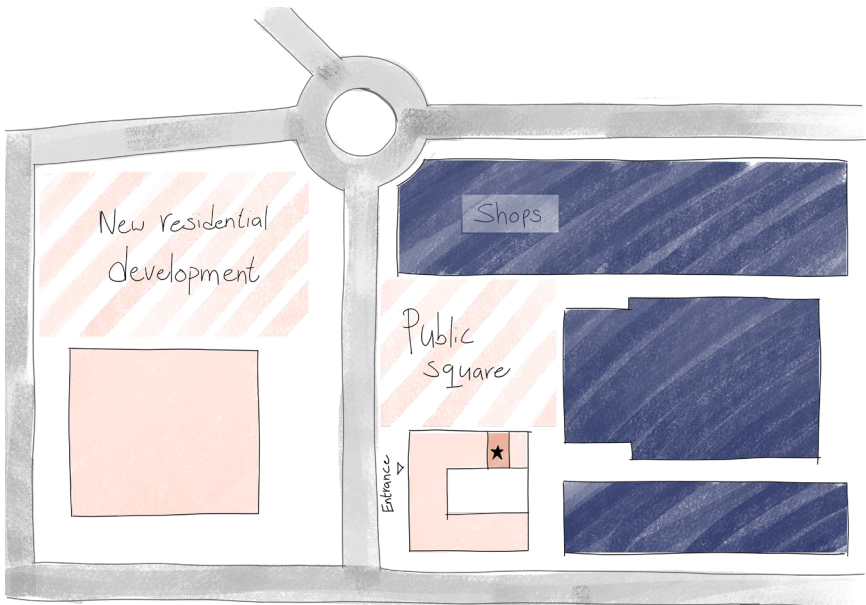 New residential
development
Shops
Public
square
Entrance